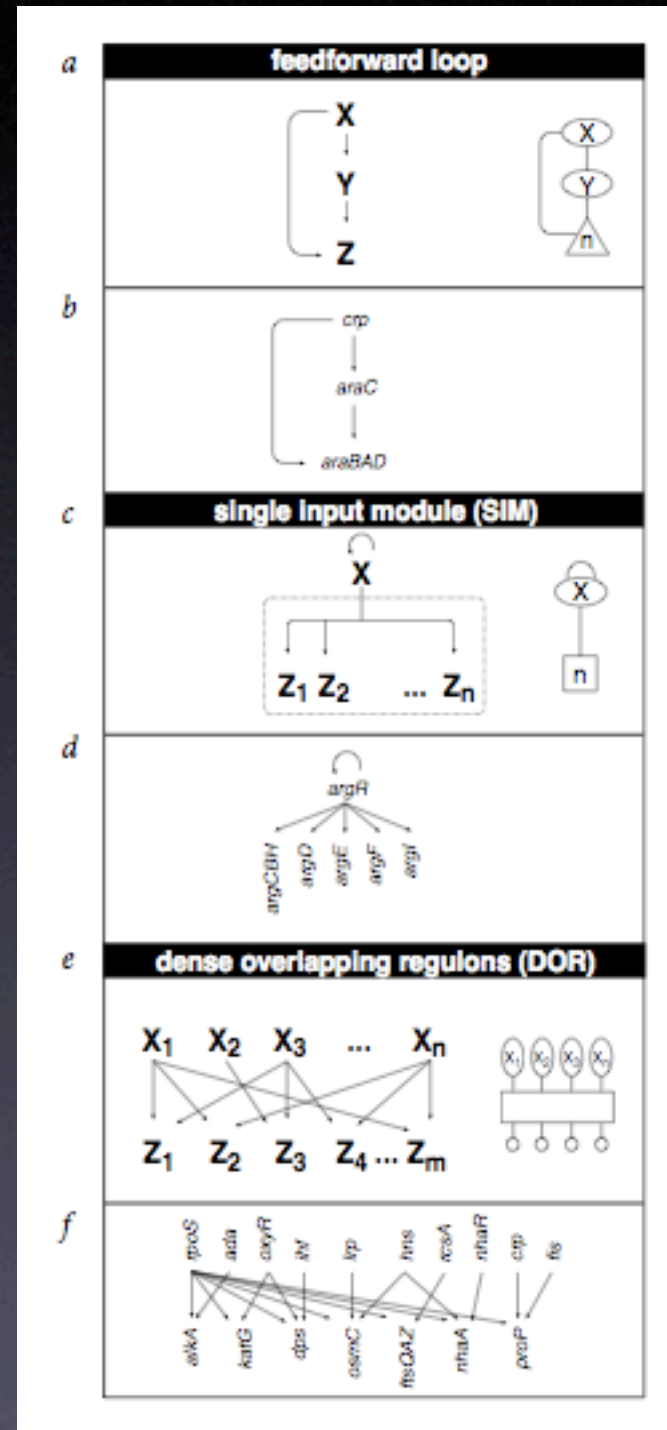 a
feedforward loop
X
Y
Z
X
Y
n
b
crp
araC
araBAD
c
single input module (SIM)
X
Z1 Z2 ... Zn
X
n
d
argR
argCBH argD argE argF argI
e
dense overlapping regulons (DOR)
X1 X2 X3 ... Xn
Z1 Z2 Z3 Z4 ... Zm
X1 X2 X3 Xn
f
rpoS ada oxyR ihf lrp hns rcsA nhaR crp fis
alkA katG dps osmC ftsQAZ nhaA proP